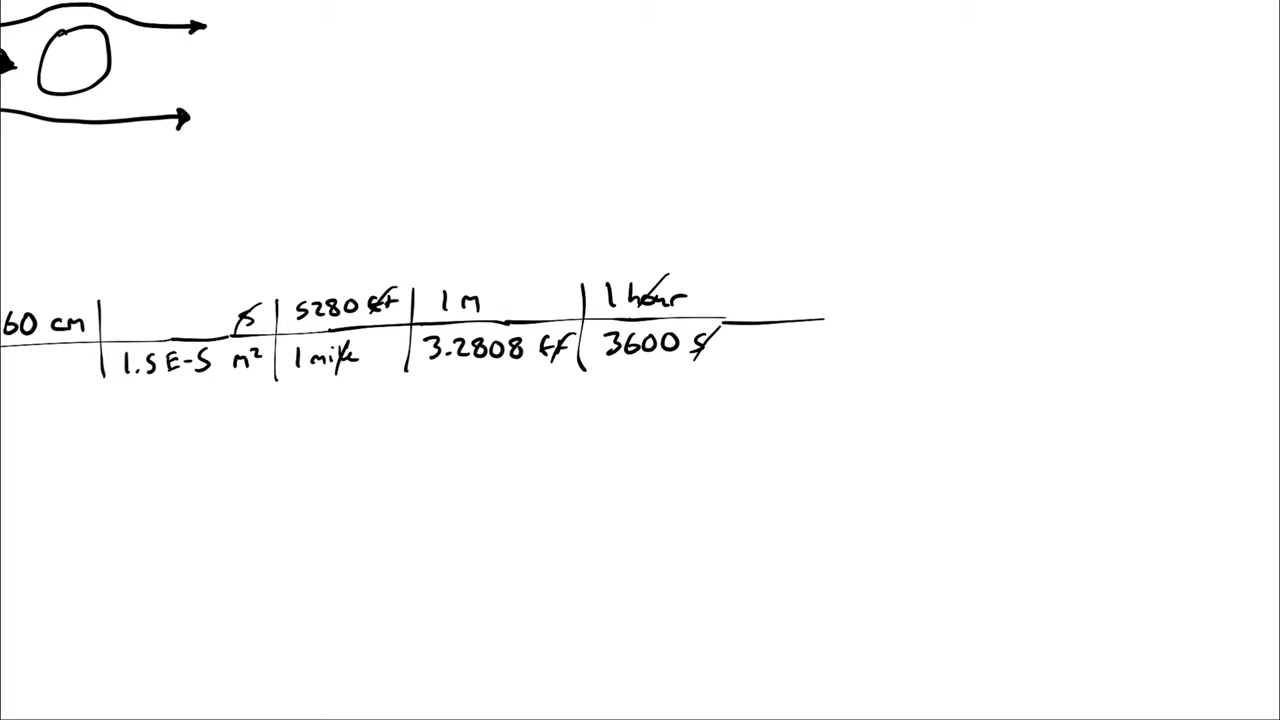 60 cm | s | 5280 ft | 1 m | 1 hour
1.5E-5 m² | 1 mile | 3.2808 ft | 3600 s